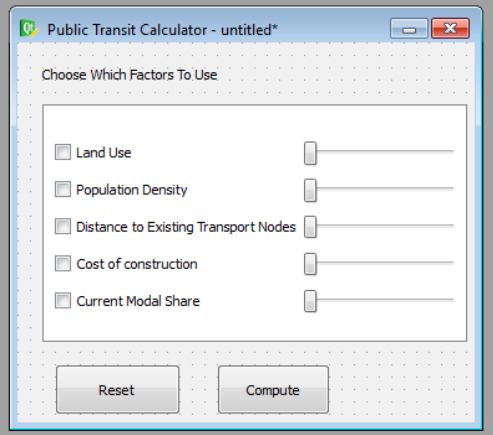 Public Transit Calculator - untitled*
Choose Which Factors To Use
Land Use
Population Density
Distance to Existing Transport Nodes
Cost of construction
Current Modal Share
Reset Compute